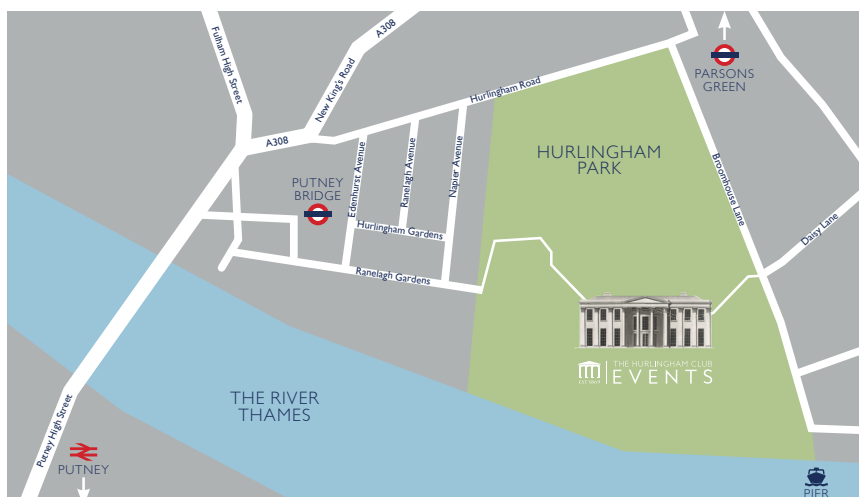 A308
Fulham High Street
New King's Road
PARSONS
GREEN
Hurlingham Road
A308
HURLINGHAM
PARK
Edenhurst Avenue
Ranelagh Avenue
Napier Avenue
Broomhouse Lane
PUTNEY
BRIDGE
Hurlingham Gardens
Daisy Lane
Ranelagh Gardens
THE HURLINGHAM CLUB
EVENTS
EST 1869
THE RIVER
THAMES
Putney High Street
PUTNEY
PIER